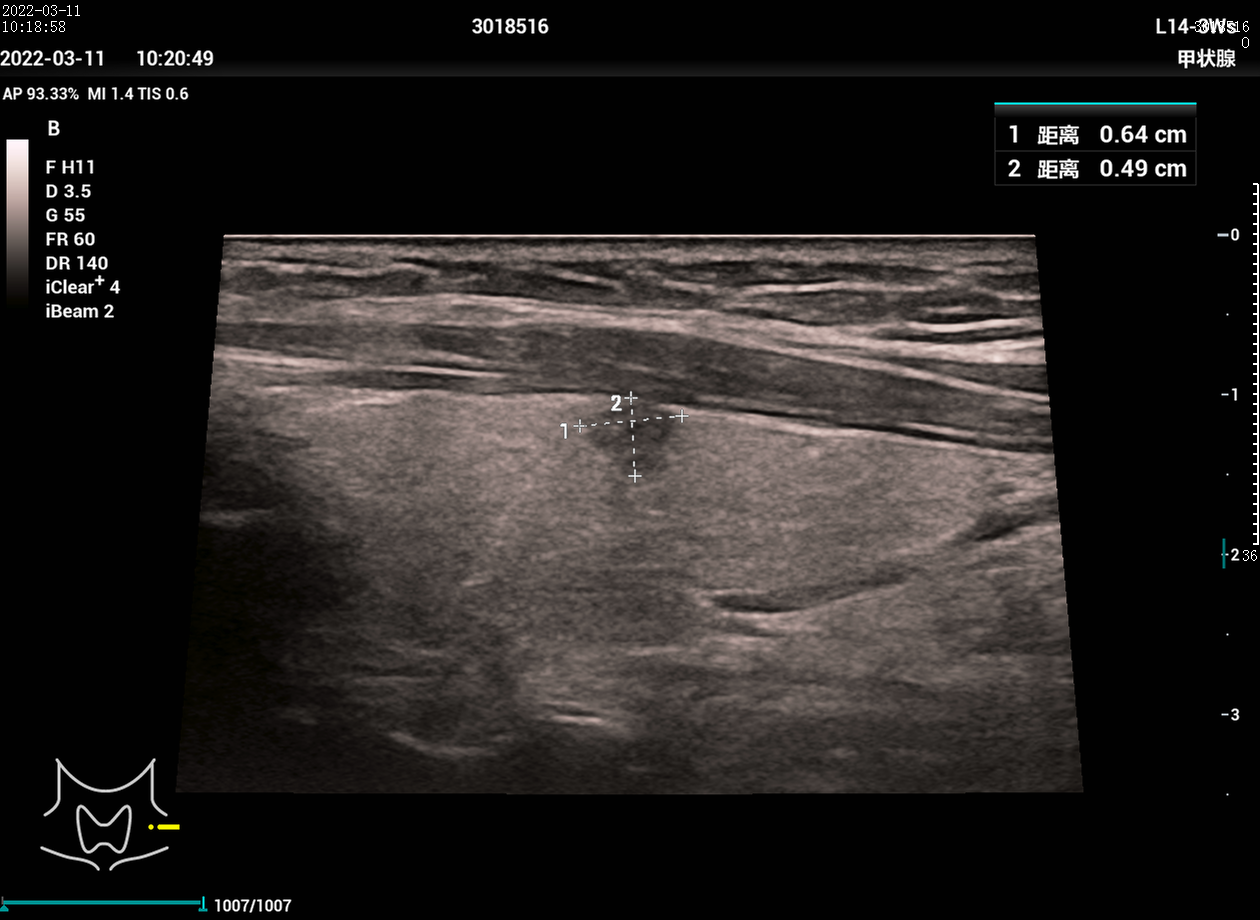 2022-03-11
10:18:58
3018516
L14-3Ws
0
2022-03-11 10:20:49
甲状腺
AP 93.33% MI 1.4 TIS 0.6
B
1 距离 0.64 cm
2 距离 0.49 cm
F H11
D 3.5
G 55
FR 60
DR 140
iClear+ 4
iBeam 2
0
1
2
36
3
2
1
1007/1007